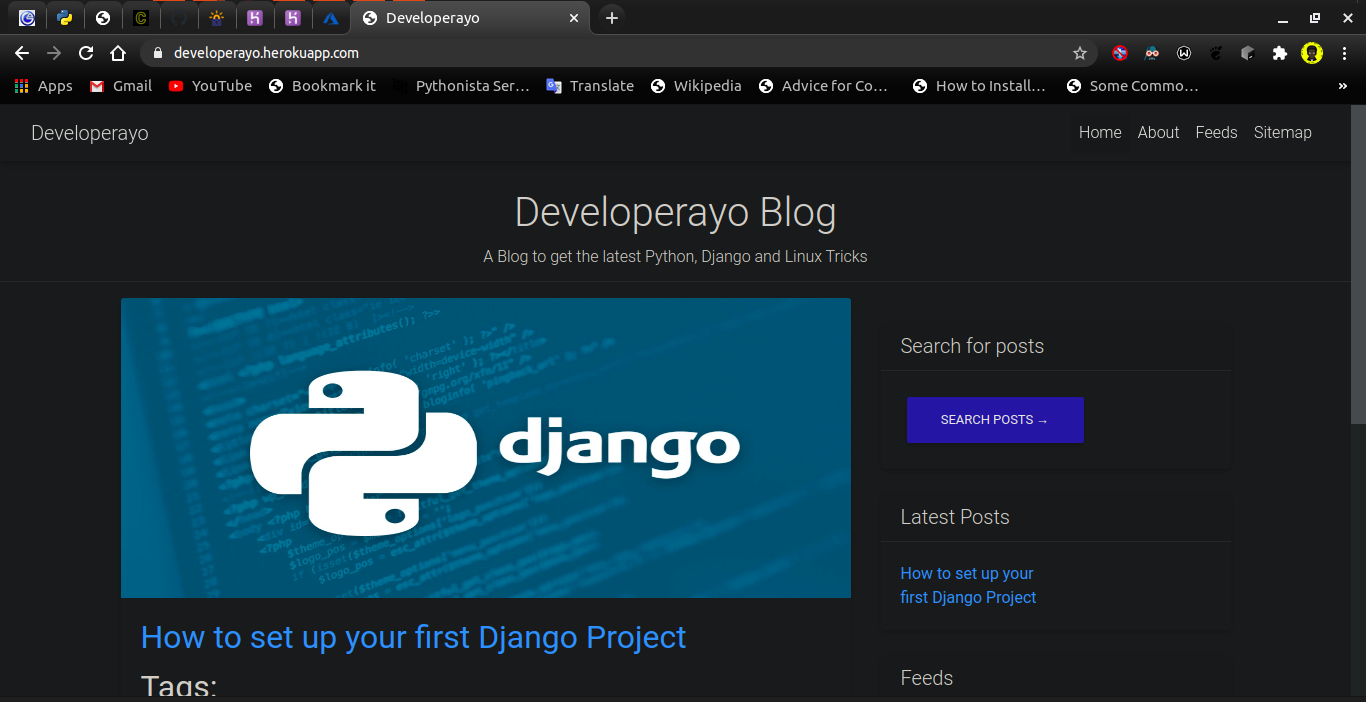 Developerayo
developerayo.herokuapp.com
Apps Gmail YouTube Bookmark it Pythonista Ser… Translate Wikipedia Advice for Co… How to Install… Some Commo… »
Developerayo Home About Feeds Sitemap
Developerayo Blog
A Blog to get the latest Python, Django and Linux Tricks
django
How to set up your first Django Project
Tags:
Search for posts
SEARCH POSTS →
Latest Posts
How to set up your
first Django Project
Feeds